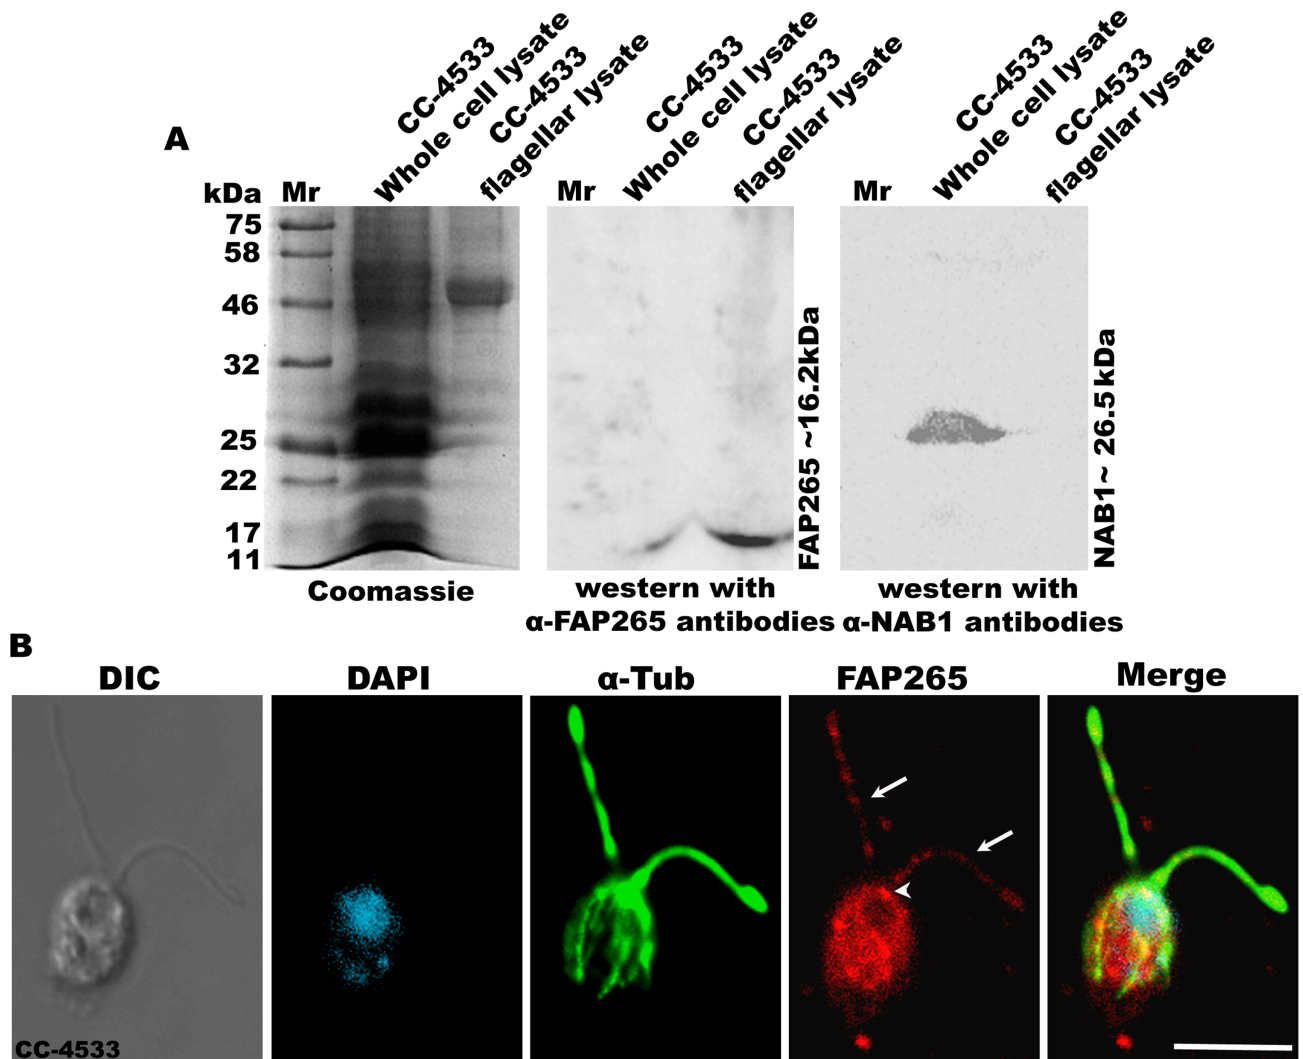 A
CC-4533
Whole cell lysate
CC-4533
flagellar lysate
CC-4533
Whole cell lysate
CC-4533
flagellar lysate
CC-4533
Whole cell lysate
CC-4533
flagellar lysate
kDa Mr
Mr
Mr
75
58
46
32
25
22
17
11
FAP265 ~16.2kDa
NAB1~ 26.5kDa
Coomassie
western with
α-FAP265 antibodies
western with
α-NAB1 antibodies
B
DIC
DAPI
α-Tub
FAP265
Merge
CC-4533